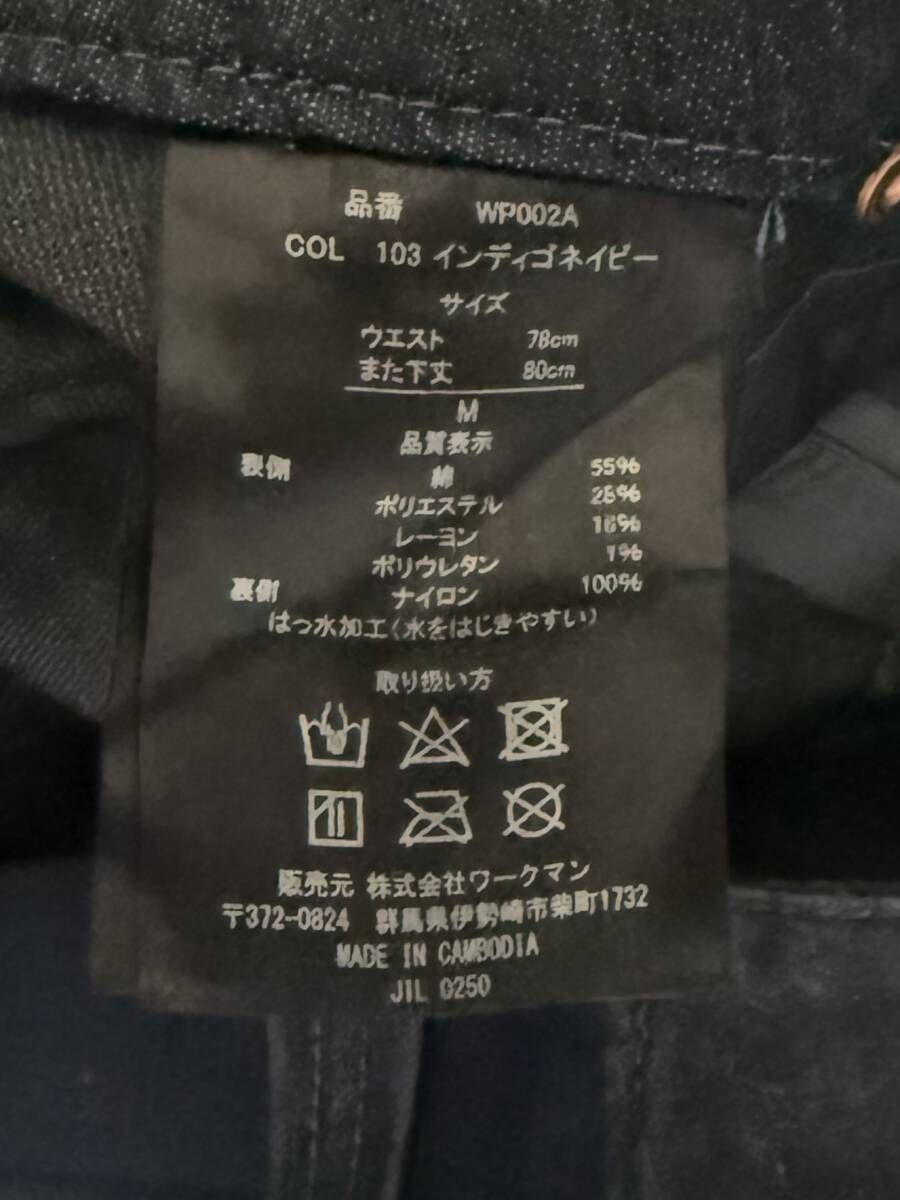 品番 WP002A
COL 103 インディゴネイビー
サイズ
ウエスト 78cm
また下丈 80cm
M
品質表示
表側 綿 55%
ポリエステル 26%
レーヨン 18%
ポリウレタン 1%
裏側 ナイロン 100%
はっ水加工(水をはじきやすい)
取り扱い方
販売元 株式会社ワークマン
〒372-0824 群馬県伊勢崎市柴町1732
MADE IN CAMBODIA
JIL 0250